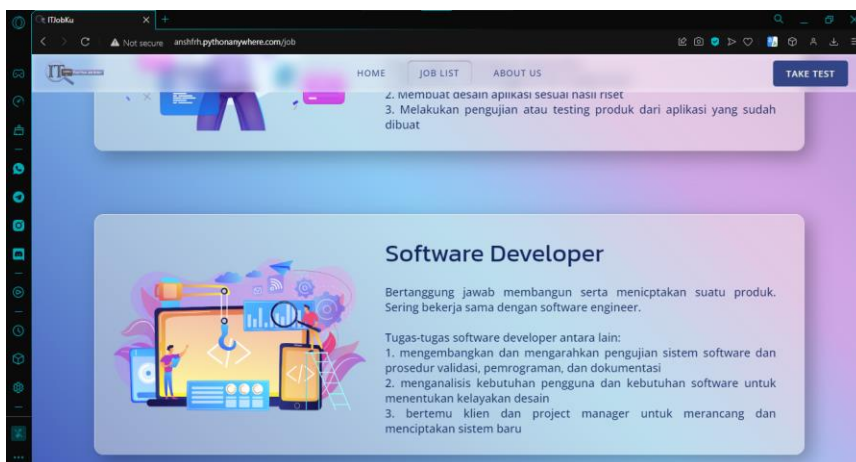 ITJobKu
Not secure
anshfrh.pythonanywhere.com/job
IT
HOME
JOB LIST
ABOUT US
TAKE TEST
2. Membuat desain aplikasi sesuai hasil riset
3. Melakukan pengujian atau testing produk dari aplikasi yang sudah
dibuat
Software Developer
Bertanggung jawab membangun serta menicptakan suatu produk.
Sering bekerja sama dengan software engineer.
Tugas-tugas software developer antara lain:
1. mengembangkan dan mengarahkan pengujian sistem software dan
prosedur validasi, pemrograman, dan dokumentasi
2. menganalisis kebutuhan pengguna dan kebutuhan software untuk
menentukan kelayakan desain
3. bertemu klien dan project manager untuk merancang dan
menciptakan sistem baru